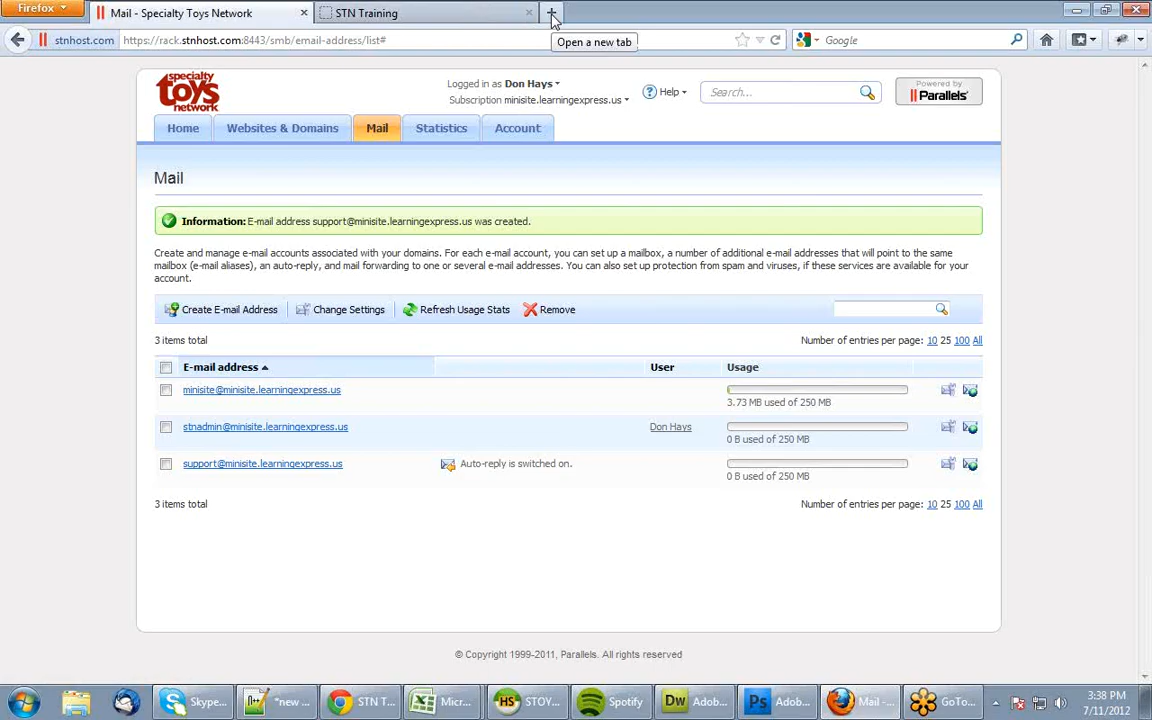 Firefox
Mail - Specialty Toys Network
STN Training
stnhost.com
https://rack.stnhost.com:8443/smb/email-address/list#
Open a new tab
Google
specialty
toys
network
Logged in as Don Hays
Subscription minisite.learningexpress.us
Help
Search...
Powered by
Parallels
Home
Websites & Domains
Mail
Statistics
Account
Mail
Information: E-mail address support@minisite.learningexpress.us was created.
Create and manage e-mail accounts associated with your domains. For each e-mail account, you can set up a mailbox, a number of additional e-mail addresses that will point to the same
mailbox (e-mail aliases), an auto-reply, and mail forwarding to one or several e-mail addresses. You can also set up protection from spam and viruses, if these services are available for your
account.
Create E-mail Address
Change Settings
Refresh Usage Stats
Remove
3 items total
Number of entries per page: 10 25 100 All
E-mail address
User
Usage
minisite@minisite.learningexpress.us
3.73 MB used of 250 MB
stnadmin@minisite.learningexpress.us
Don Hays
0 B used of 250 MB
support@minisite.learningexpress.us
Auto-reply is switched on.
0 B used of 250 MB
3 items total
Number of entries per page: 10 25 100 All
© Copyright 1999-2011, Parallels. All rights reserved
Skype...
"new ...
STN T...
Micr...
HS
STOY...
Spotify
Dw
Adob...
Ps
Adob...
Mail -...
GoTo...
3:38 PM
7/11/2012